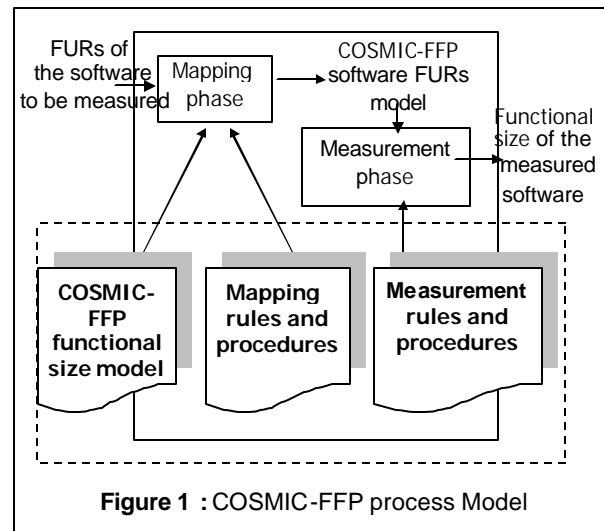 FURs of
the software
to be measured
Mapping
phase
COSMIC-FFP
software FURs
model
Measurement
phase
Functional
size of the
measured
software
COSMIC-
FFP
functional
size model
Mapping
rules and
procedures
Measurement
rules and
procedures
Figure 1 : COSMIC-FFP process Model